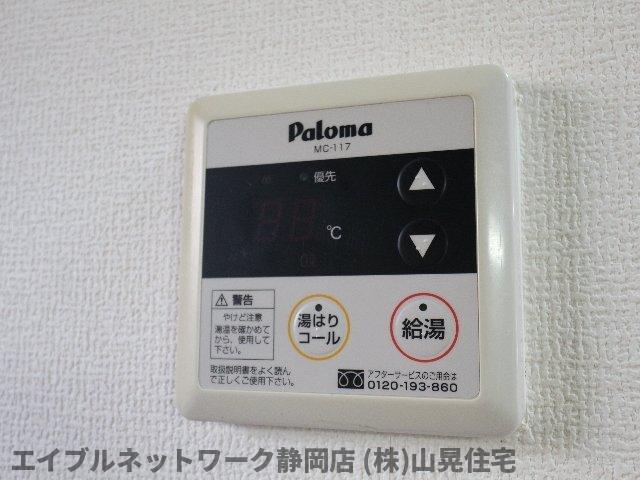 Paloma
MC-117
優先
℃
警告
やけど注意
湯温を確かめて
から、使用して
下さい。
取扱説明書をよく読ん
で正しくご使用下さい。
湯はり
コール
給湯
アフターサービスのご用命は
0120-193-860
エイブルネットワーク静岡店 (株)山晃住宅